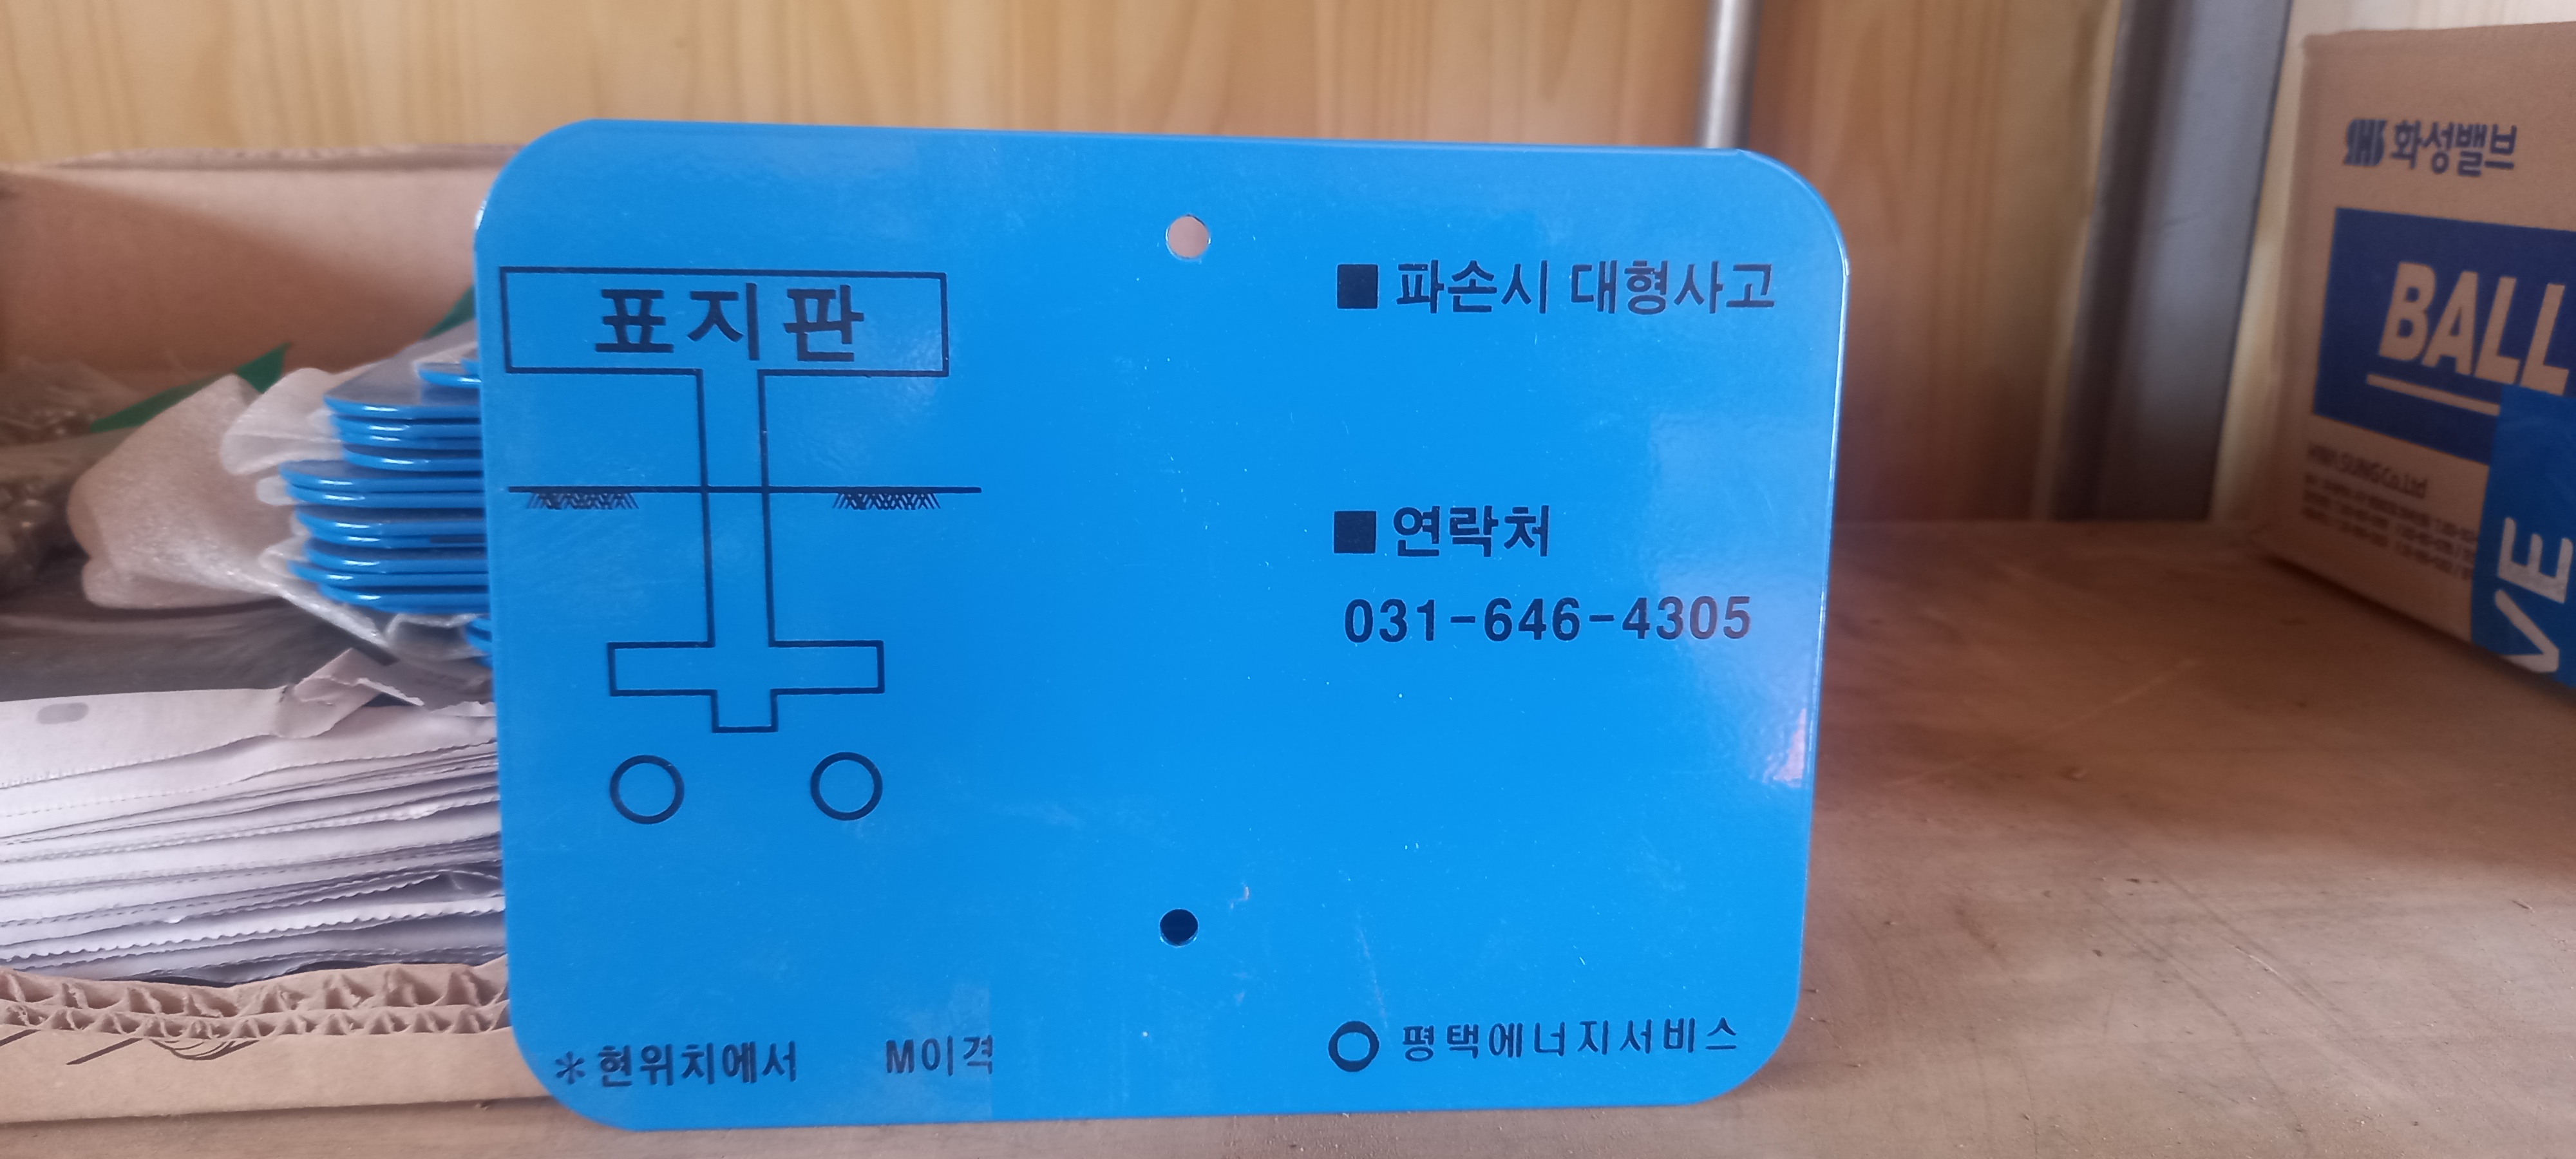 표지판
■ 파손시 대형사고
■ 연락처
031-646-4305
*현위치에서 M이격
평택에너지서비스
SHS 화성밸브
BALL
VE